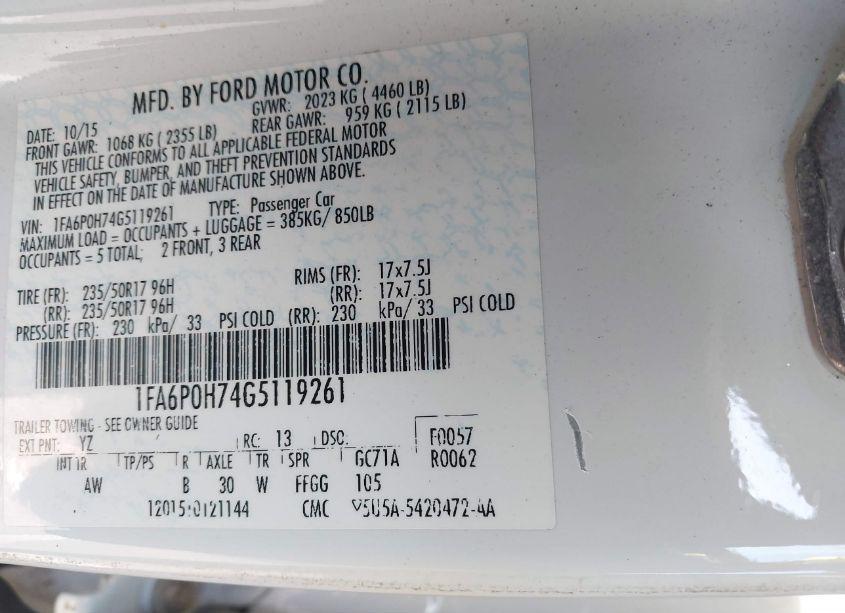 MFD. BY FORD MOTOR CO.
DATE: 10/15 GVWR: 2023 KG ( 4460 LB)
FRONT GAWR: 1068 KG ( 2355 LB) REAR GAWR: 959 KG ( 2115 LB)
THIS VEHICLE CONFORMS TO ALL APPLICABLE FEDERAL MOTOR
VEHICLE SAFETY, BUMPER, AND THEFT PREVENTION STANDARDS
IN EFFECT ON THE DATE OF MANUFACTURE SHOWN ABOVE.
VIN: 1FA6P0H74G5119261 TYPE: Passenger Car
MAXIMUM LOAD = OCCUPANTS + LUGGAGE = 385KG/ 850LB
OCCUPANTS = 5 TOTAL; 2 FRONT, 3 REAR
TIRE (FR): 235/50R17 96H RIMS (FR): 17x7.5J
(RR): 235/50R17 96H (RR): 17x7.5J
PRESSURE (FR): 230 kPa/ 33 PSI COLD (RR): 230 kPa/ 33 PSI COLD
1FA6P0H74G5119261
TRAILER TOWING - SEE OWNER GUIDE
EXT PNT: YZ RC: 13 DSO: F0057
INT TR TP/PS R AXLE TR SPR GC71A R0062
AW B 30 W FFGG 105
CMC